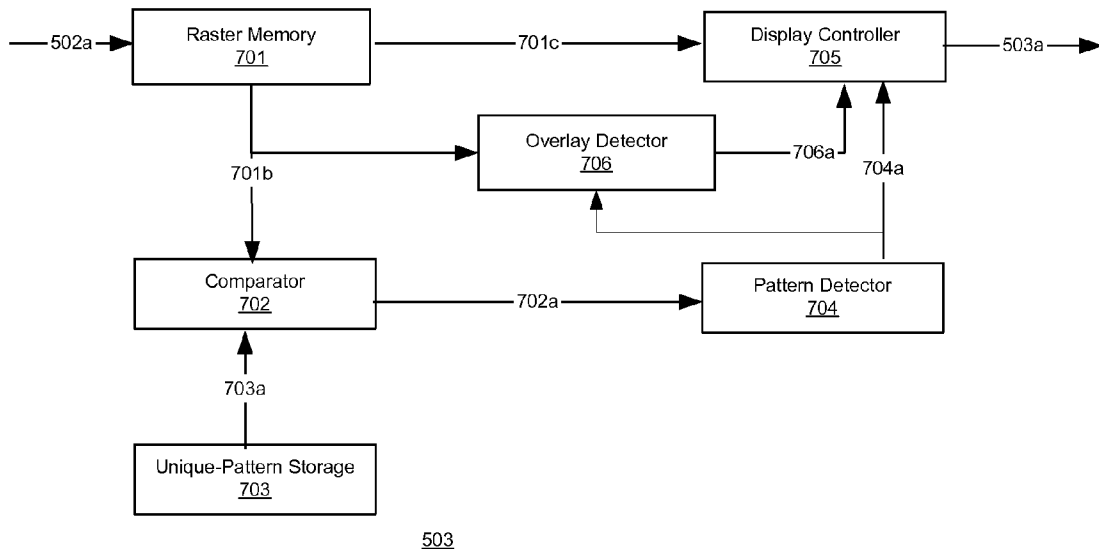 502a
Raster Memory
701
701c
Display Controller
705
503a
Overlay Detector
706
706a
704a
701b
Comparator
702
702a
Pattern Detector
704
703a
Unique-Pattern Storage
703
503